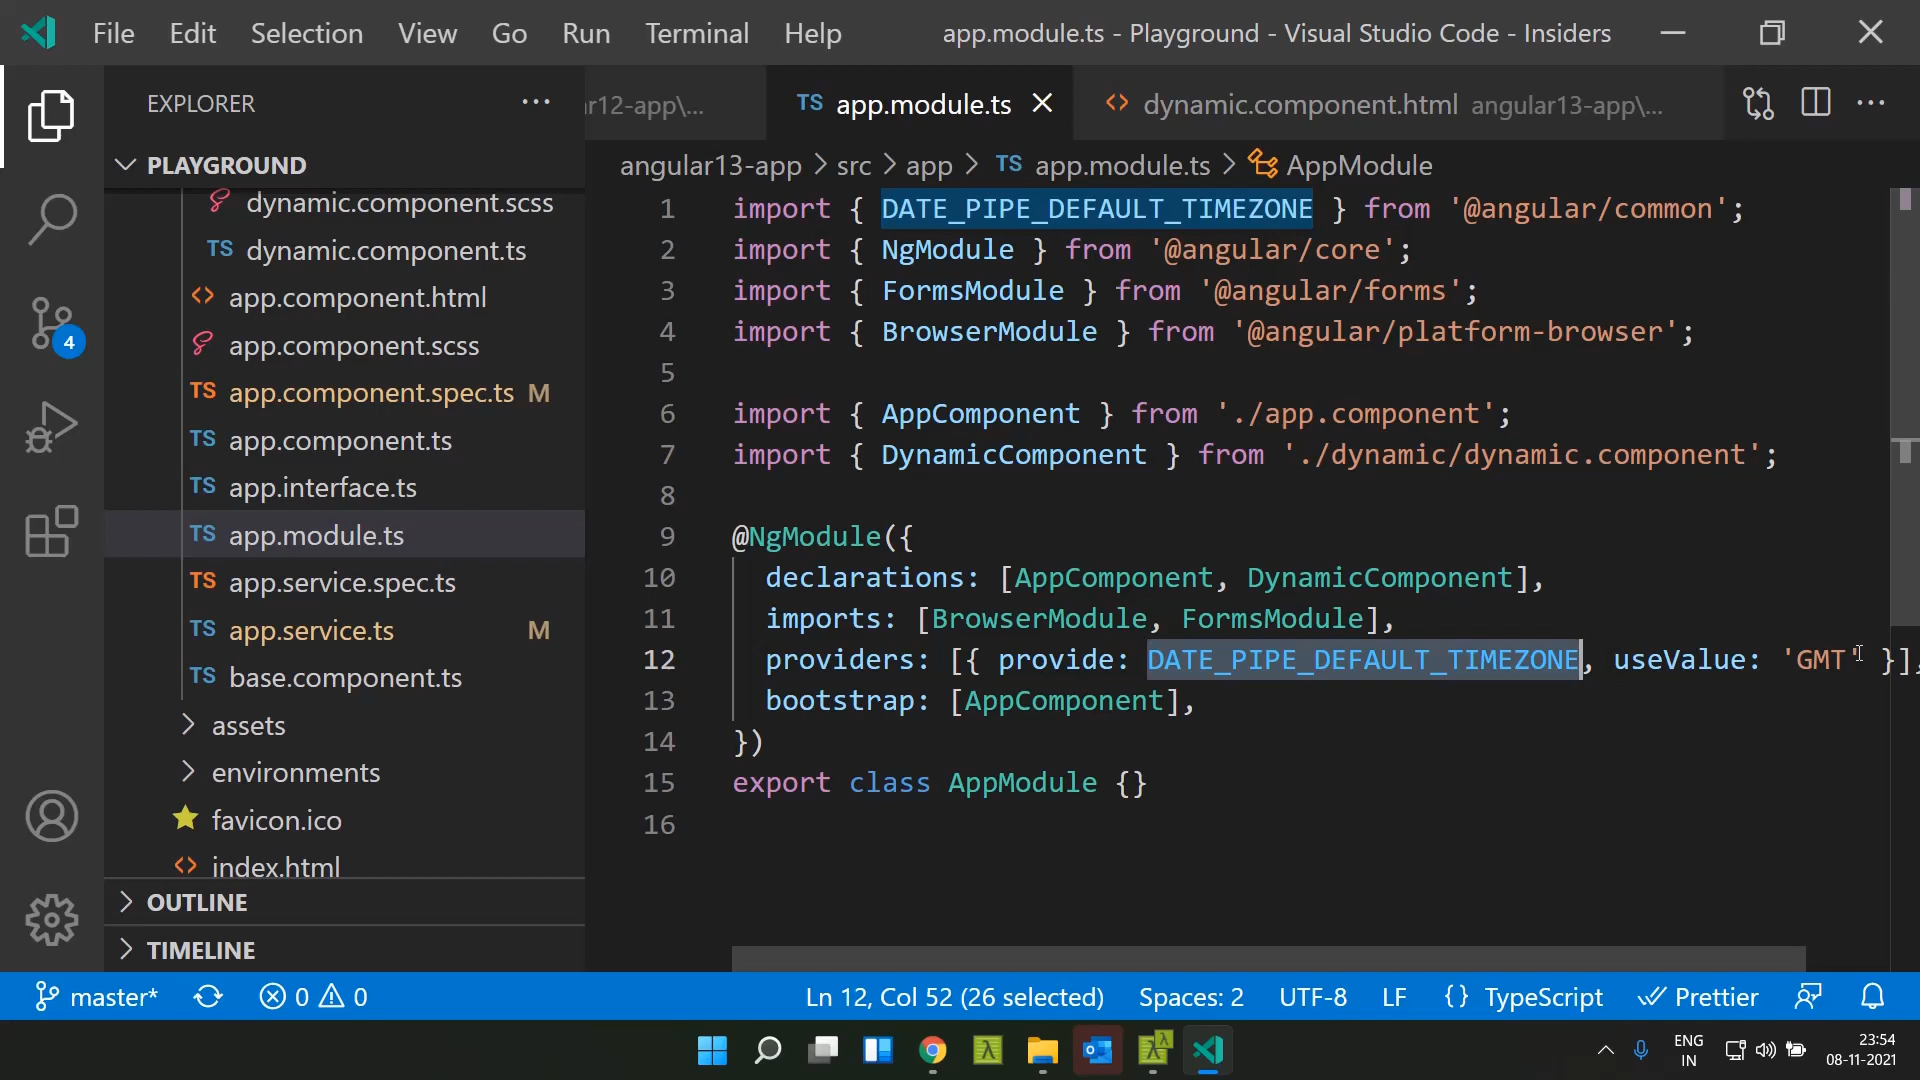 File Edit Selection View Go Run Terminal Help app.module.ts - Playground - Visual Studio Code - Insiders
EXPLORER ···
r12-app\... TS app.module.ts dynamic.component.html angular13-app\... ···
PLAYGROUND
angular13-app > src > app > TS app.module.ts > AppModule
dynamic.component.scss
TS dynamic.component.ts
app.component.html
app.component.scss
TS app.component.spec.ts M
TS app.component.ts
TS app.interface.ts
TS app.module.ts
TS app.service.spec.ts
TS app.service.ts M
TS base.component.ts
assets
environments
favicon.ico
index.html
OUTLINE
TIMELINE
4
1 import { DATE_PIPE_DEFAULT_TIMEZONE } from '@angular/common';
2 import { NgModule } from '@angular/core';
3 import { FormsModule } from '@angular/forms';
4 import { BrowserModule } from '@angular/platform-browser';
5
6 import { AppComponent } from './app.component';
7 import { DynamicComponent } from './dynamic/dynamic.component';
8
9 @NgModule({
10 declarations: [AppComponent, DynamicComponent],
11 imports: [BrowserModule, FormsModule],
12 providers: [{ provide: DATE_PIPE_DEFAULT_TIMEZONE, useValue: 'GMT' }],
13 bootstrap: [AppComponent],
14 })
15 export class AppModule {}
16
master* 0 0 Ln 12, Col 52 (26 selected) Spaces: 2 UTF-8 LF {} TypeScript Prettier
ENG 23:54
IN 08-11-2021